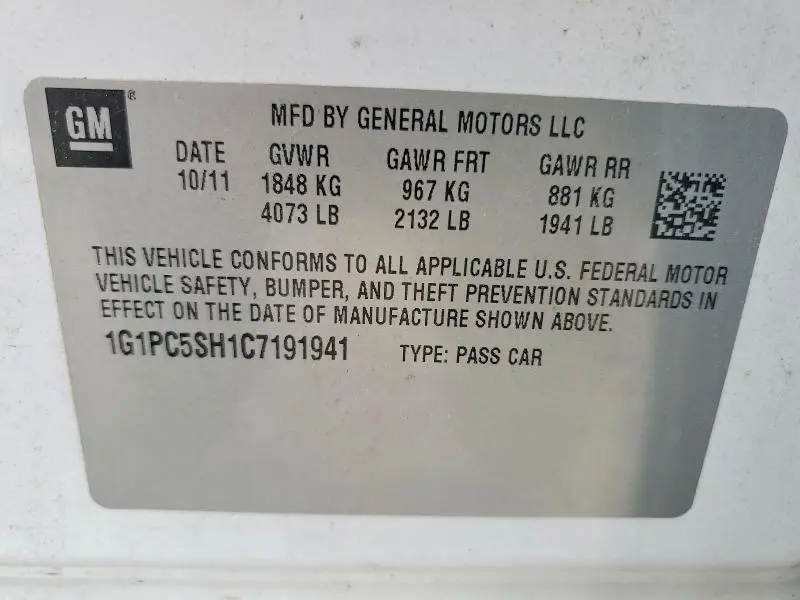 GM ®
MFD BY GENERAL MOTORS LLC
DATE GVWR GAWR FRT GAWR RR
10/11 1848 KG 967 KG 881 KG
4073 LB 2132 LB 1941 LB
THIS VEHICLE CONFORMS TO ALL APPLICABLE U.S. FEDERAL MOTOR
VEHICLE SAFETY, BUMPER, AND THEFT PREVENTION STANDARDS IN
EFFECT ON THE DATE OF MANUFACTURE SHOWN ABOVE.
1G1PC5SH1C7191941 TYPE: PASS CAR